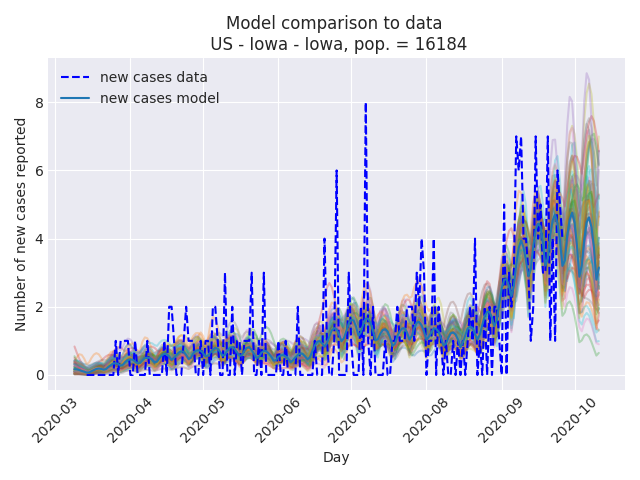 Model comparison to data
US - Iowa - Iowa, pop. = 16184
new cases data
new cases model
Number of new cases reported
8
6
4
2
0
2020-03
2020-04
2020-05
2020-06
2020-07
2020-08
2020-09
2020-10
Day